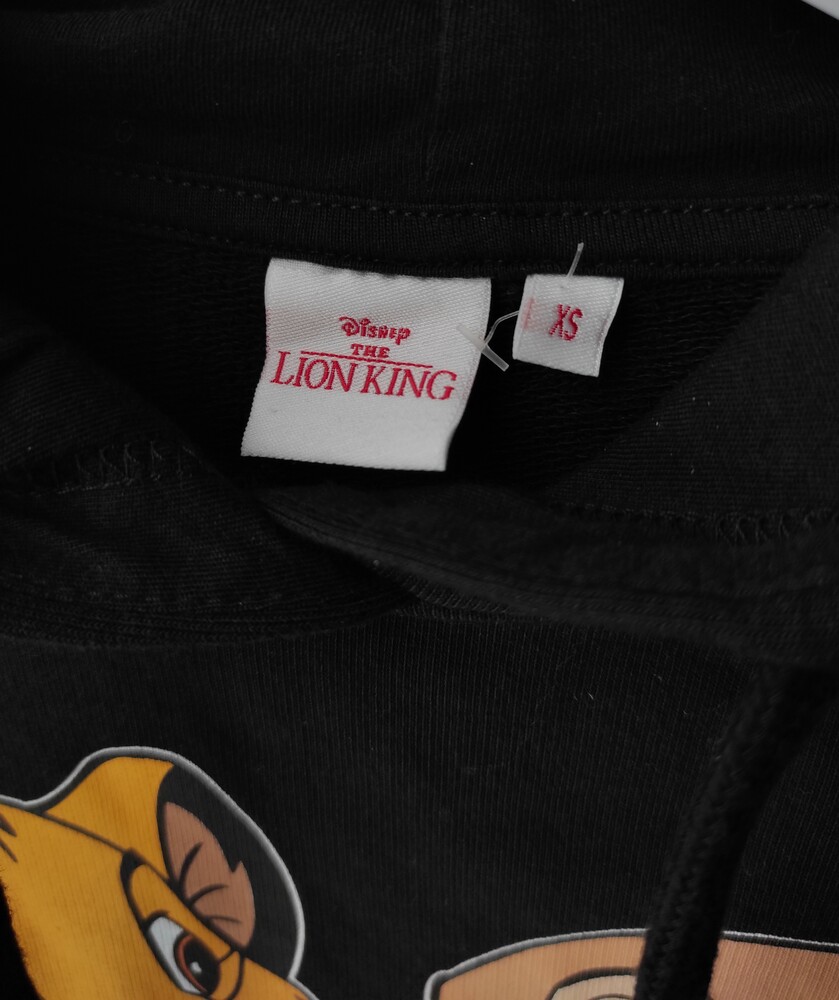 Disney
THE
LION KING
XS